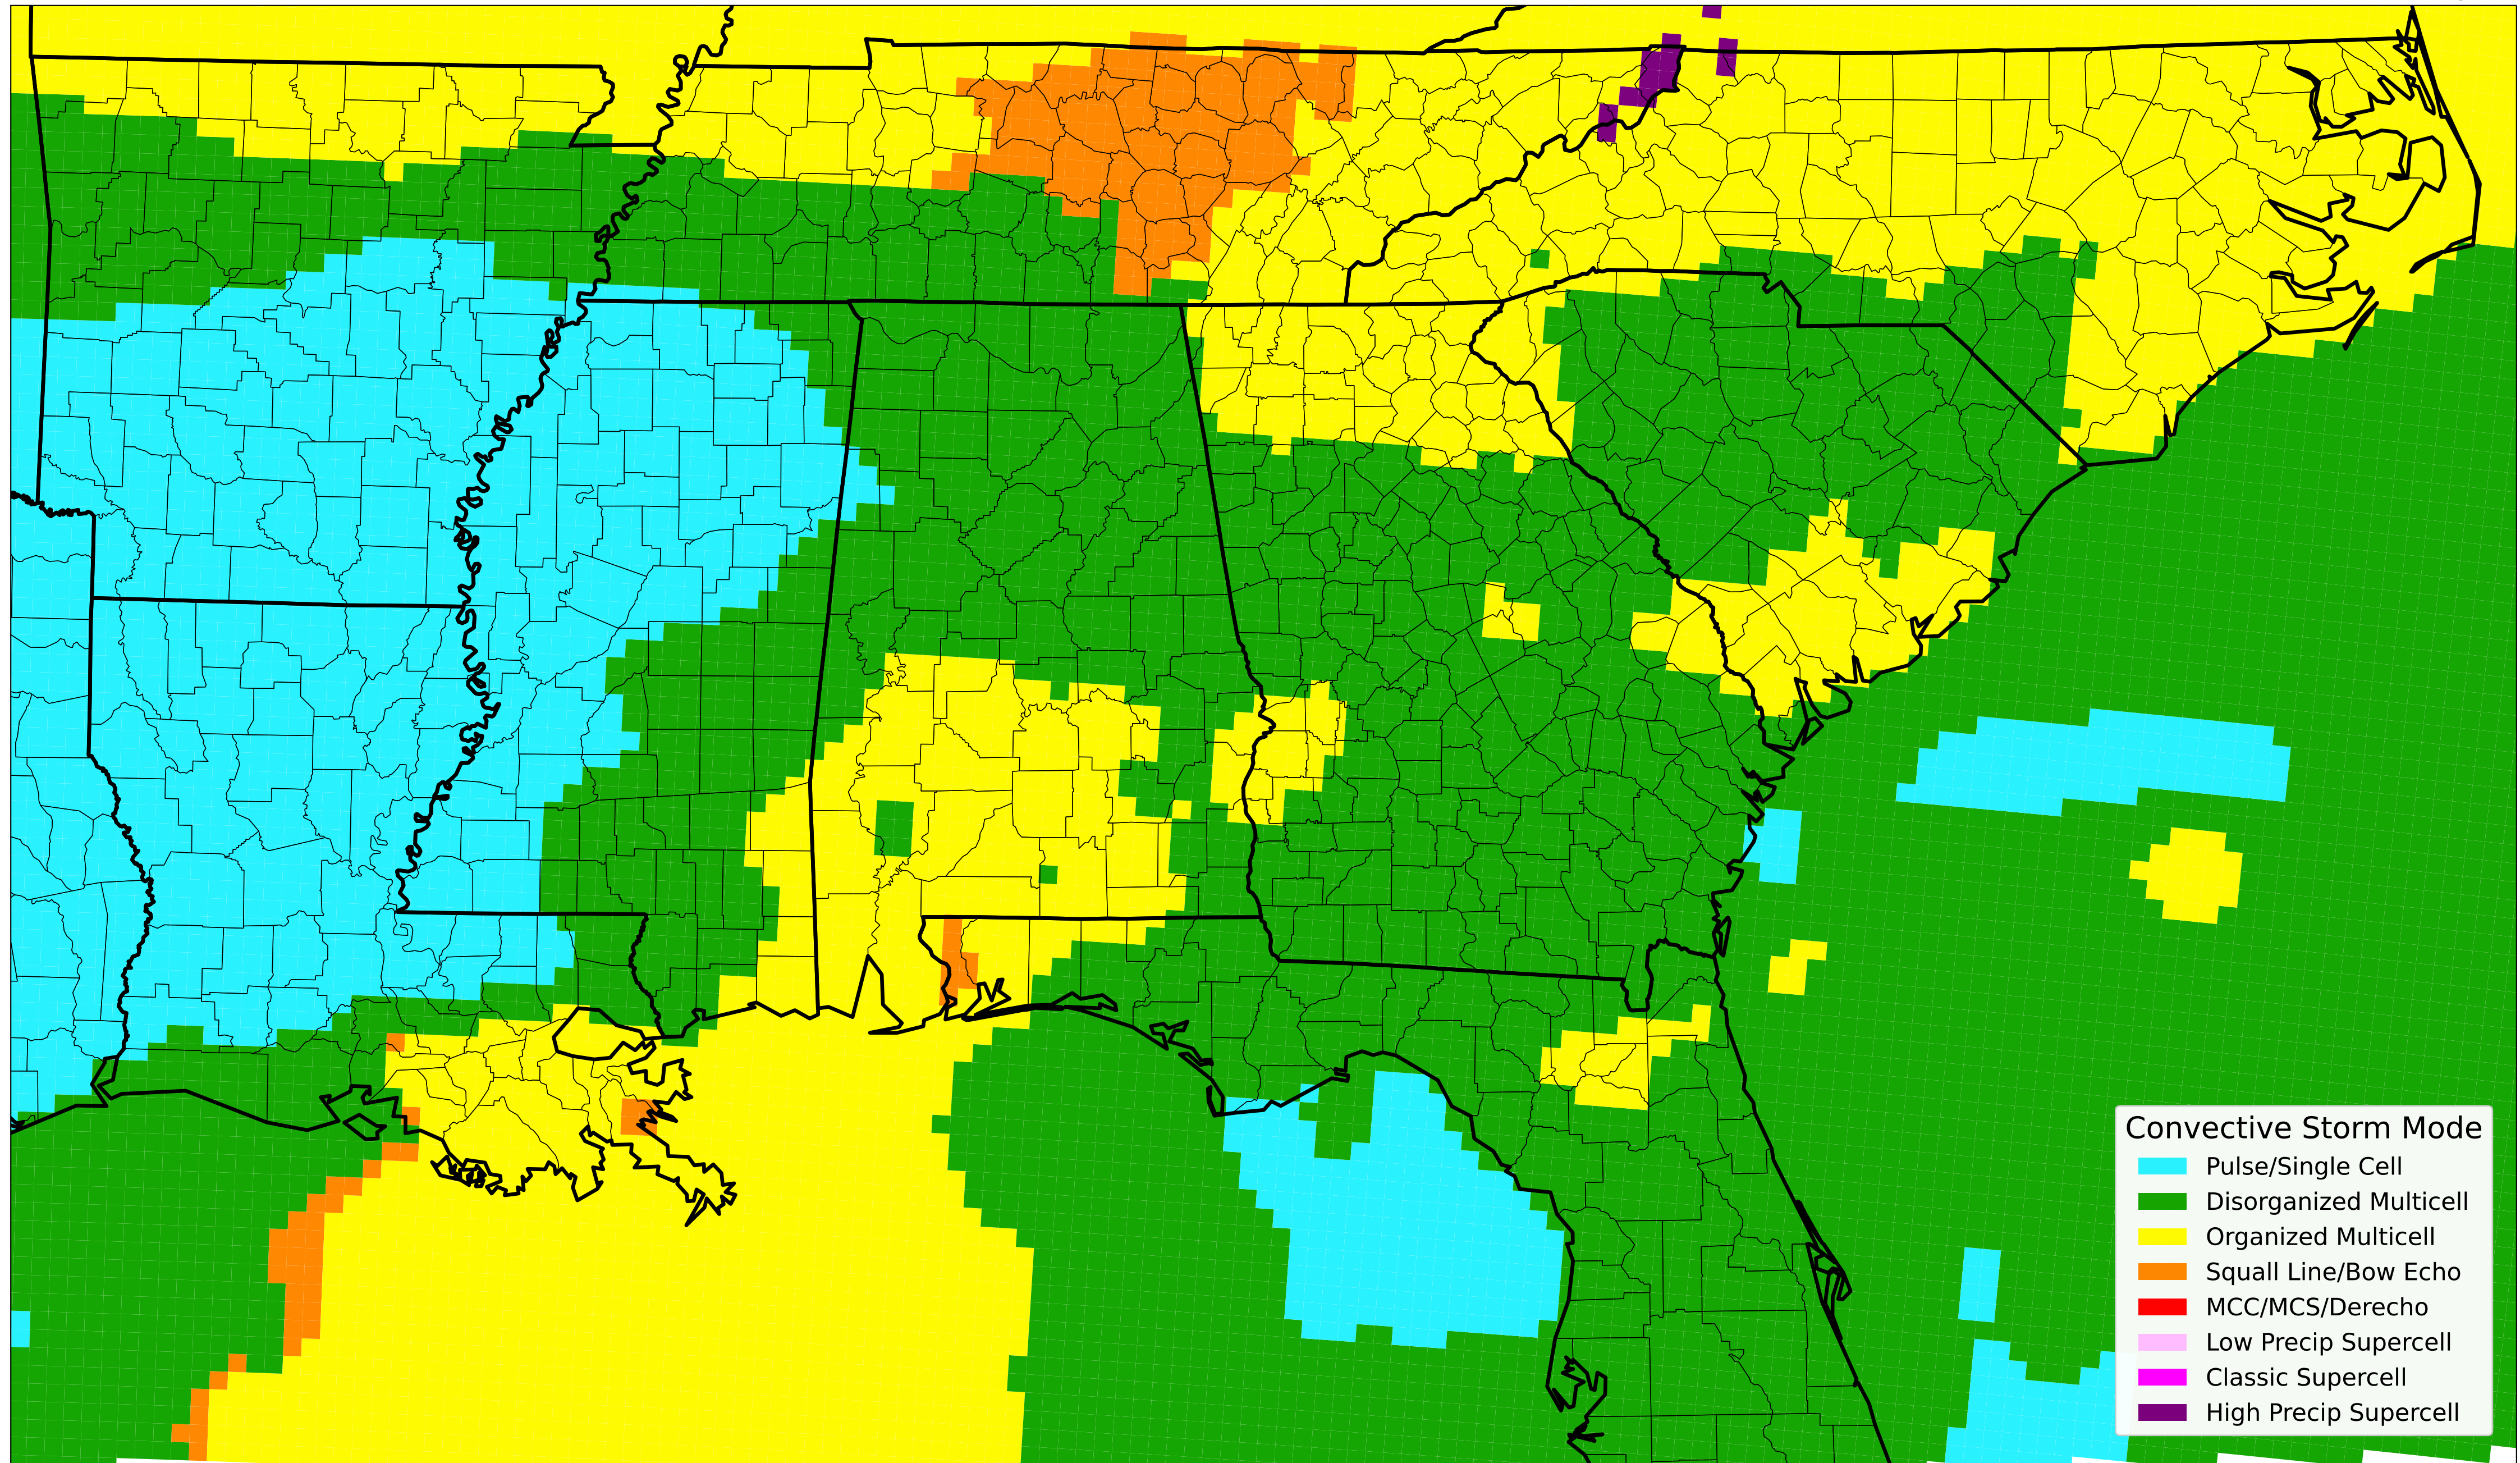 Convective Storm Mode
Pulse/Single Cell
Disorganized Multicell
Organized Multicell
Squall Line/Bow Echo
MCC/MCS/Derecho
Low Precip Supercell
Classic Supercell
High Precip Supercell